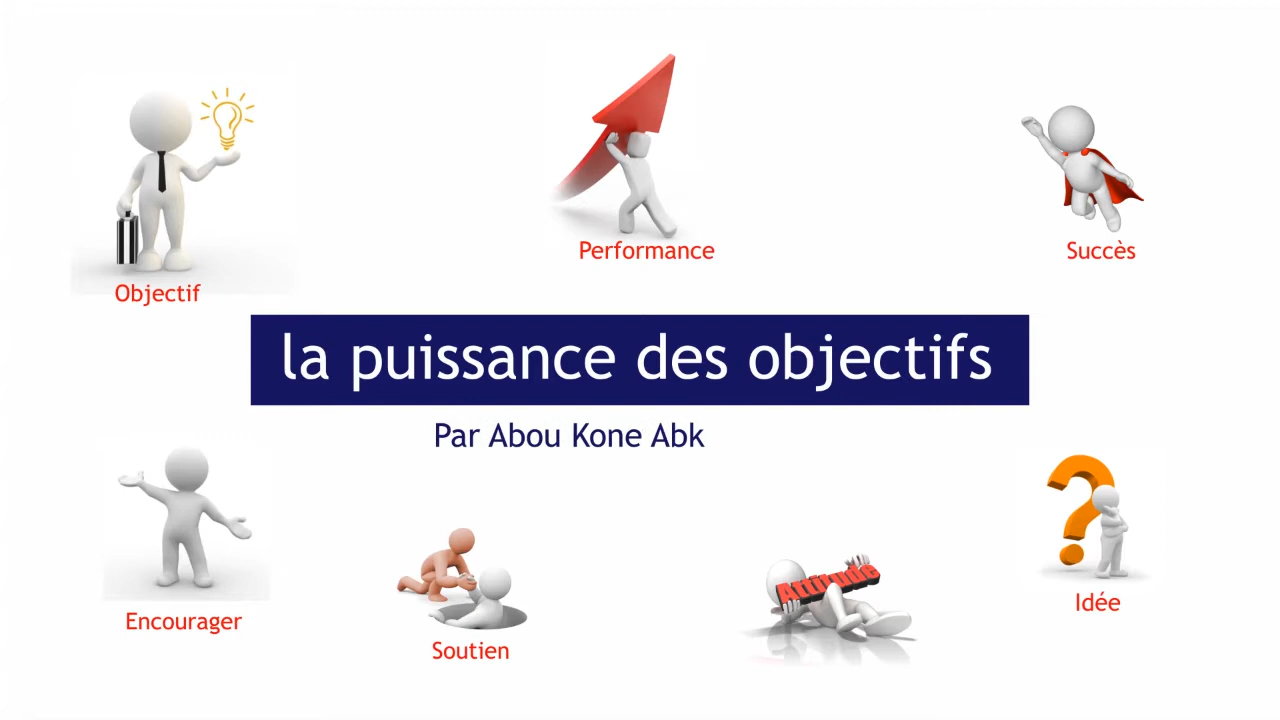 Performance
Succès
Objectif
la puissance des objectifs
Par Abou Kone Abk
Attitude
Idée
Encourager
Soutien